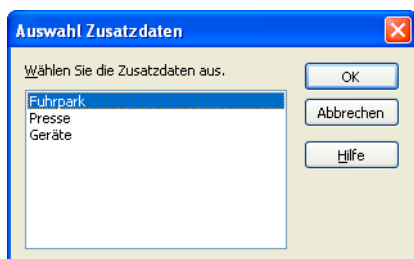 Auswahl Zusatzdaten
Wählen Sie die Zusatzdaten aus.
OK
Fuhrpark
Abbrechen
Presse
Geräte
Hilfe